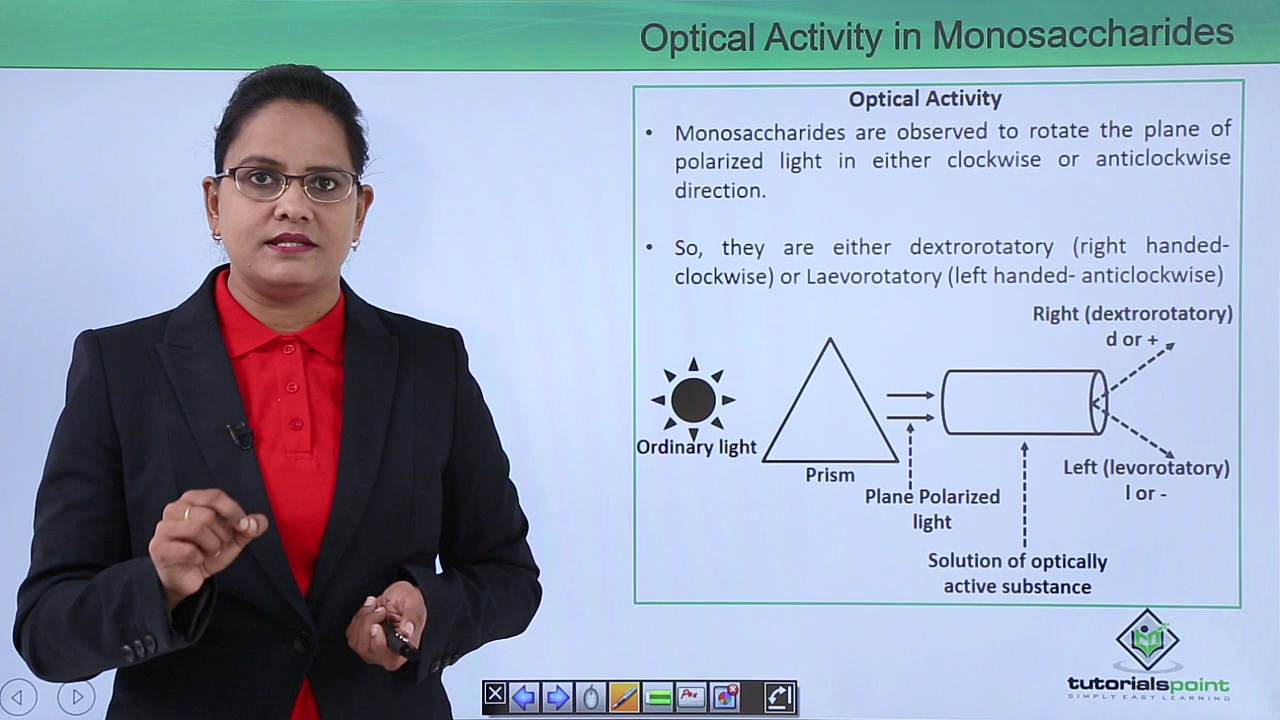 Optical Activity in Monosaccharides
Optical Activity
• Monosaccharides are observed to rotate the plane of
polarized light in either clockwise or anticlockwise
direction.
• So, they are either dextrorotatory (right handed-
clockwise) or Laevorotatory (left handed- anticlockwise)
Right (dextrorotatory)
d or +
Ordinary light
Prism
Plane Polarized
light
Left (levorotatory)
l or -
Solution of optically
active substance
tutorialspoint
SIMPLY EASY LEARNING